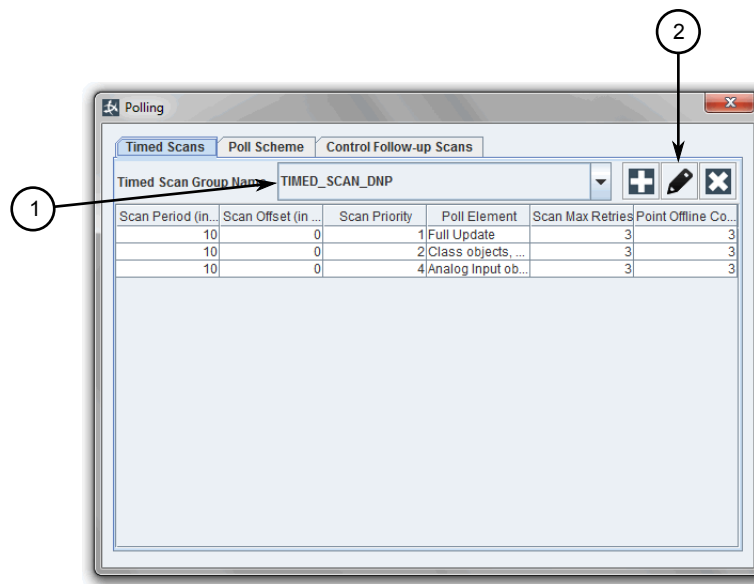 2
Polling
Timed Scans Poll Scheme Control Follow-up Scans
1
Timed Scan Group Name TIMED_SCAN_DNP
Scan Period (in... Scan Offset (in ... Scan Priority Poll Element Scan Max Retries Point Offline Co...
10 0 1 Full Update 3 3
10 0 2 Class objects, ... 3 3
10 0 4 Analog Input ob... 3 3